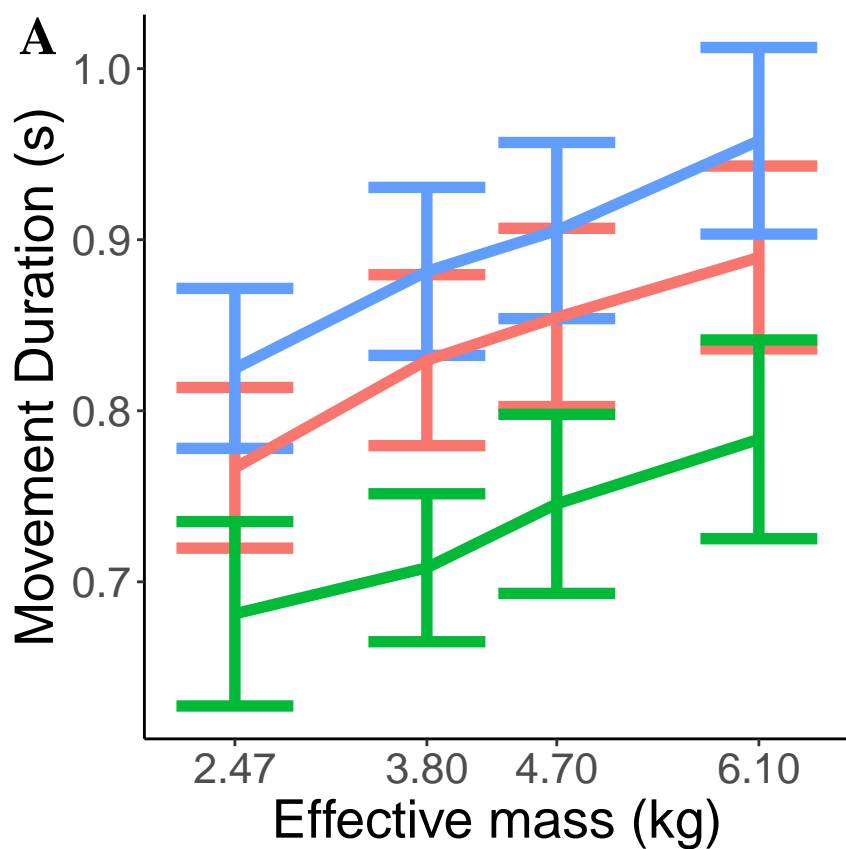 A
Movement Duration (s)
1.0
0.9
0.8
0.7
2.47 3.80 4.70 6.10
Effective mass (kg)